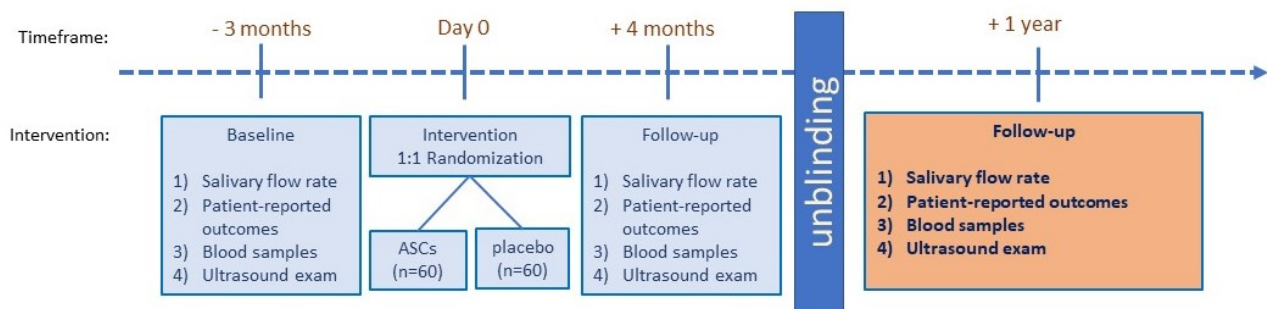 Timeframe:
- 3 months
Day 0
+ 4 months
+ 1 year
Intervention:
Baseline
1) Salivary flow rate
2) Patient-reported
outcomes
3) Blood samples
4) Ultrasound exam
Intervention
1:1 Randomization
ASCs
(n=60)
placebo
(n=60)
Follow-up
1) Salivary flow rate
2) Patient-reported
outcomes
3) Blood samples
4) Ultrasound exam
unblinding
Follow-up
1) Salivary flow rate
2) Patient-reported outcomes
3) Blood samples
4) Ultrasound exam